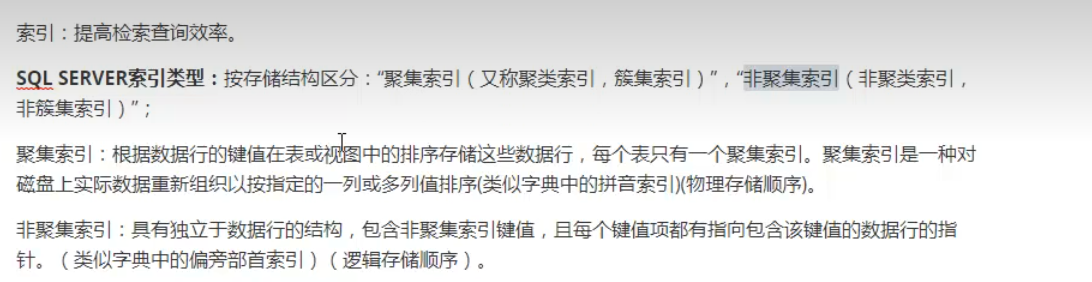 索引：提高检索查询效率。
SQL SERVER索引类型：按存储结构区分：“聚集索引（又称聚类索引，簇集索引）”，“非聚集索引（非聚类索引，
非簇集索引）”；
聚集索引：根据数据行的键值在表或视图中的排序存储这些数据行，每个表只有一个聚集索引。聚集索引是一种对
磁盘上实际数据重新组织以按指定的一列或多列值排序(类似字典中的拼音索引)(物理存储顺序)。
非聚集索引：具有独立于数据行的结构，包含非聚集索引键值，且每个键值项都有指向包含该键值的数据行的指
针。（类似字典中的偏旁部首索引）（逻辑存储顺序）。